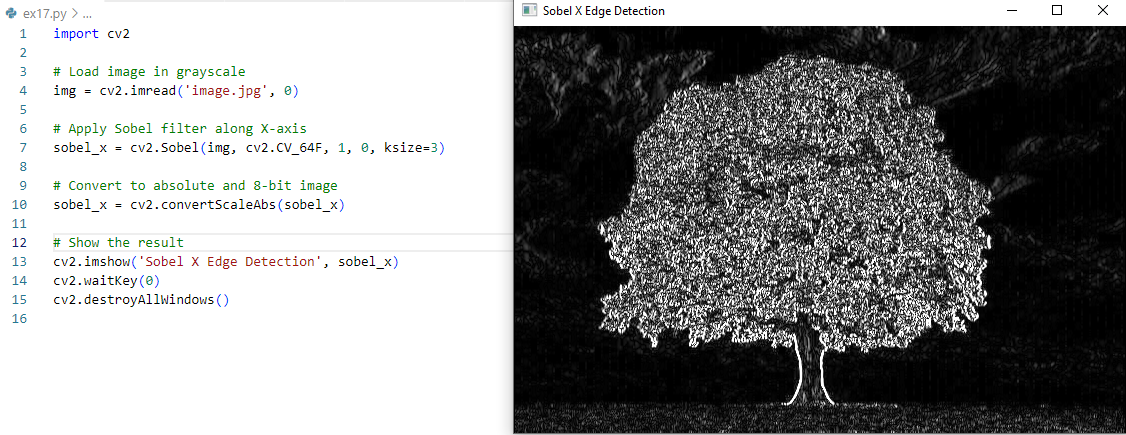 ex17.py > ...
1 import cv2
2
3 # Load image in grayscale
4 img = cv2.imread('image.jpg', 0)
5
6 # Apply Sobel filter along X-axis
7 sobel_x = cv2.Sobel(img, cv2.CV_64F, 1, 0, ksize=3)
8
9 # Convert to absolute and 8-bit image
10 sobel_x = cv2.convertScaleAbs(sobel_x)
11
12 # Show the result
13 cv2.imshow('Sobel X Edge Detection', sobel_x)
14 cv2.waitKey(0)
15 cv2.destroyAllWindows()
16
Sobel X Edge Detection